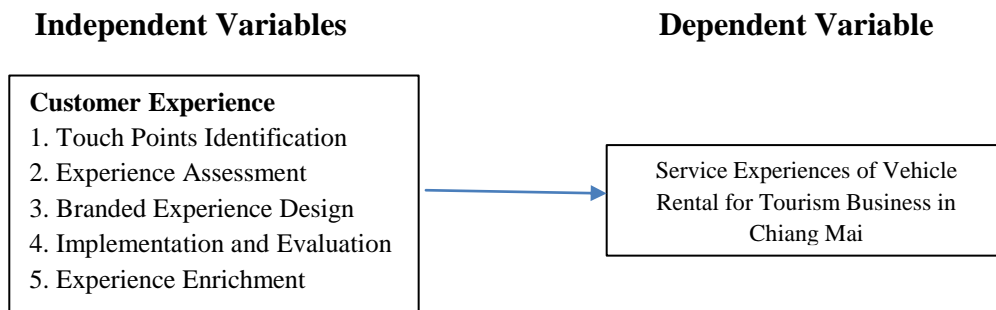 Independent Variables
Dependent Variable
Customer Experience
1. Touch Points Identification
2. Experience Assessment
3. Branded Experience Design
4. Implementation and Evaluation
5. Experience Enrichment
Service Experiences of Vehicle
Rental for Tourism Business in
Chiang Mai